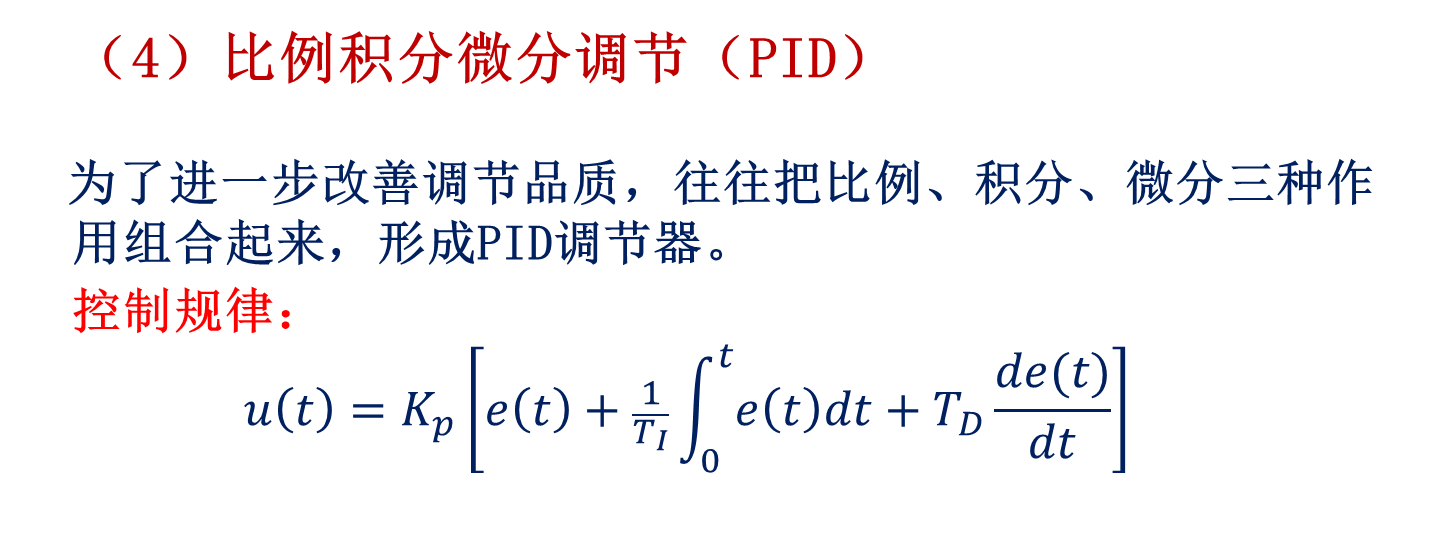 （4）比例积分微分调节（PID）
为了进一步改善调节品质，往往把比例、积分、微分三种作
用组合起来，形成PID调节器。
控制规律：
u(t) = K_p [e(t) + \frac{1}{T_I} \int_0^t e(t)dt + T_D \frac{de(t)}{dt}]